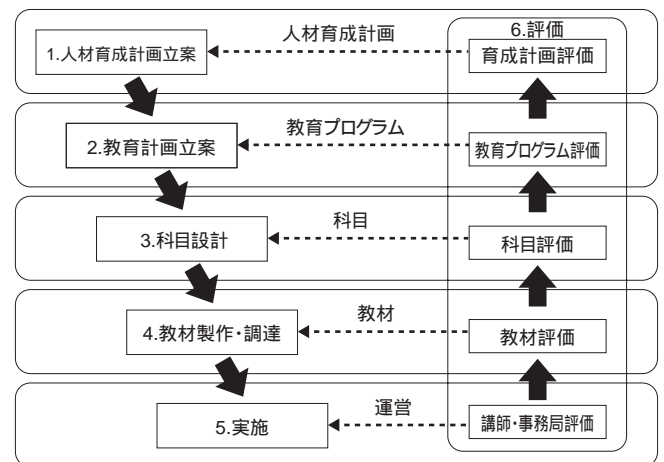 6.評価
人材育成計画
1.人材育成計画立案
育成計画評価
教育プログラム
2.教育計画立案
教育プログラム評価
科目
3.科目設計
科目評価
教材
4.教材製作・調達
教材評価
運営
5.実施
講師・事務局評価